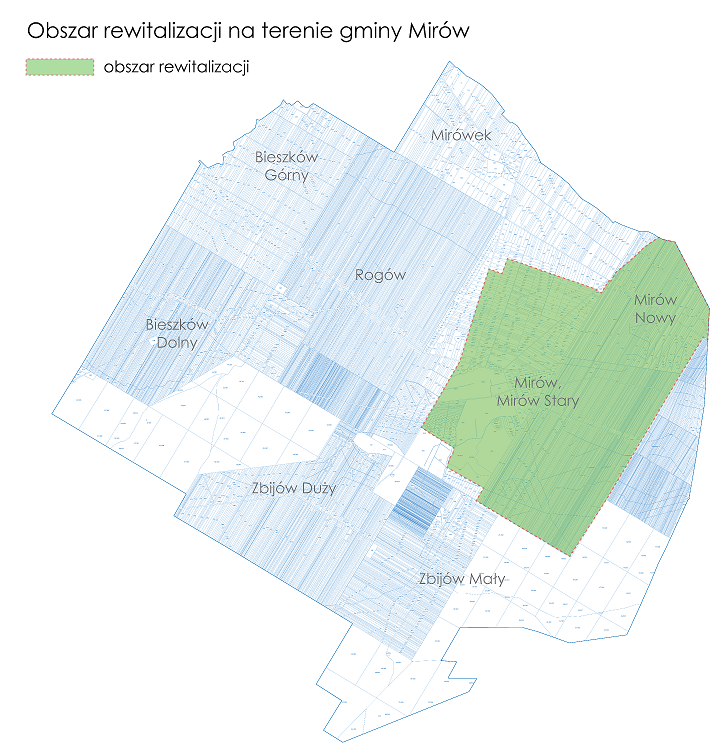 Obszar rewitalizacji na terenie gminy Mirów
obszar rewitalizacji
Mirówek
Bieszków
Górny
Rogów
Mirów
Nowy
Bieszków
Dolny
Mirów,
Mirów Stary
Zbijów Duży
Zbijów Mały